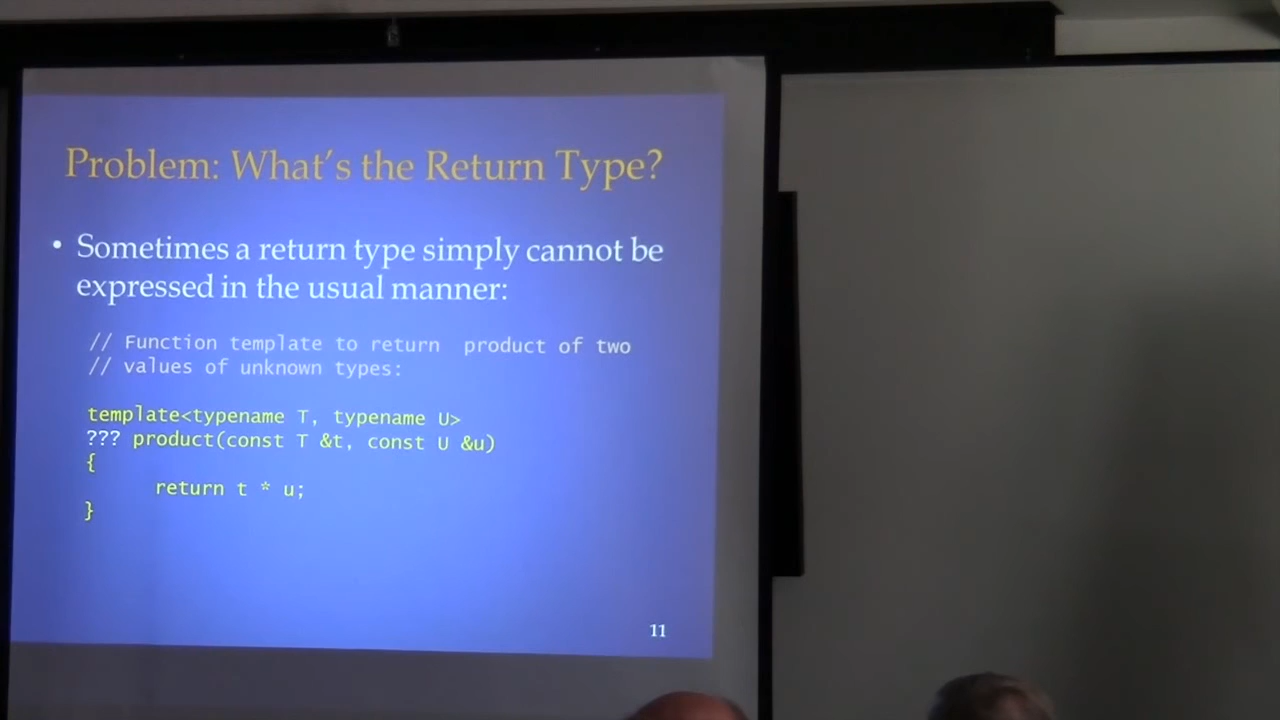 Problem: What's the Return Type?
• Sometimes a return type simply cannot be
expressed in the usual manner:
// Function template to return  product of two
// values of unknown types:
template<typename T, typename U>
??? product(const T &t, const U &u)
{
return t * u;
}
11